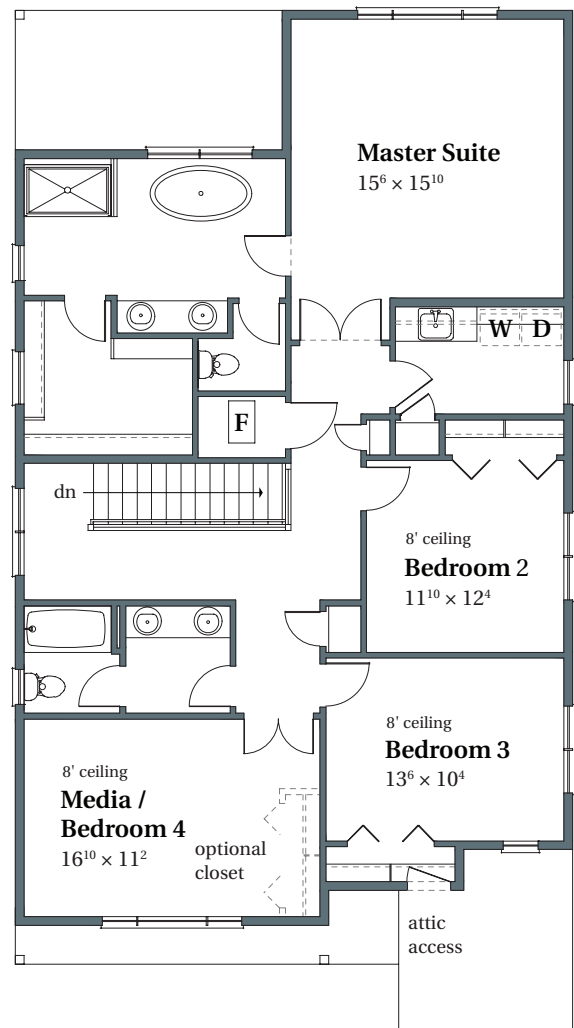 Master Suite
15⁶ × 15¹⁰
W D
F
dn
8' ceiling
Bedroom 2
11¹⁰ × 12⁴
8' ceiling
Bedroom 3
13⁶ × 10⁴
8' ceiling
Media /
Bedroom 4
16¹⁰ × 11²
optional
closet
attic
access